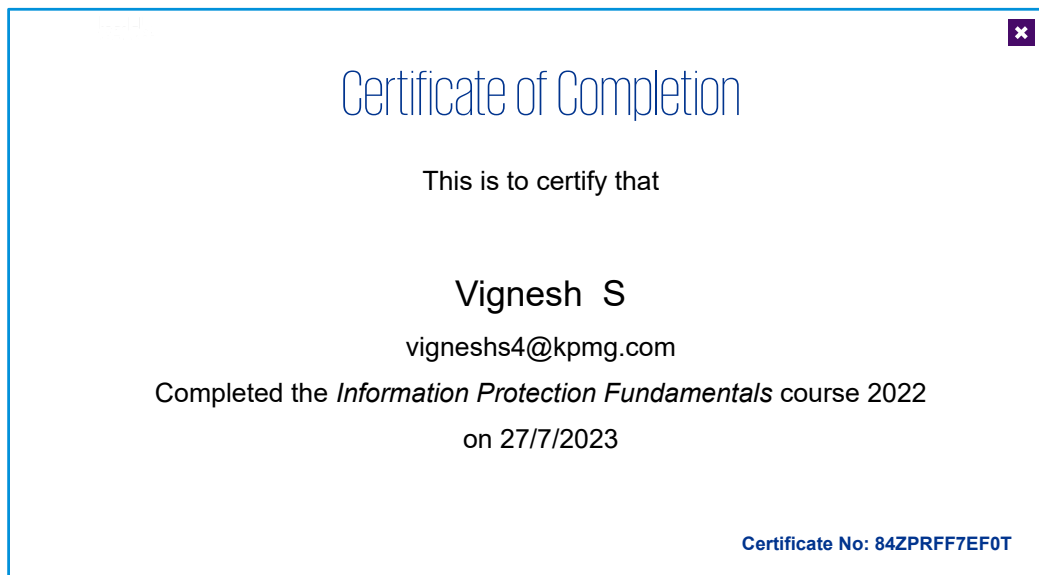 Certificate of Completion
This is to certify that
Vignesh S
vigneshs4@kpmg.com
Completed the Information Protection Fundamentals course 2022
on 27/7/2023
Certificate No: 84ZPRFF7EF0T